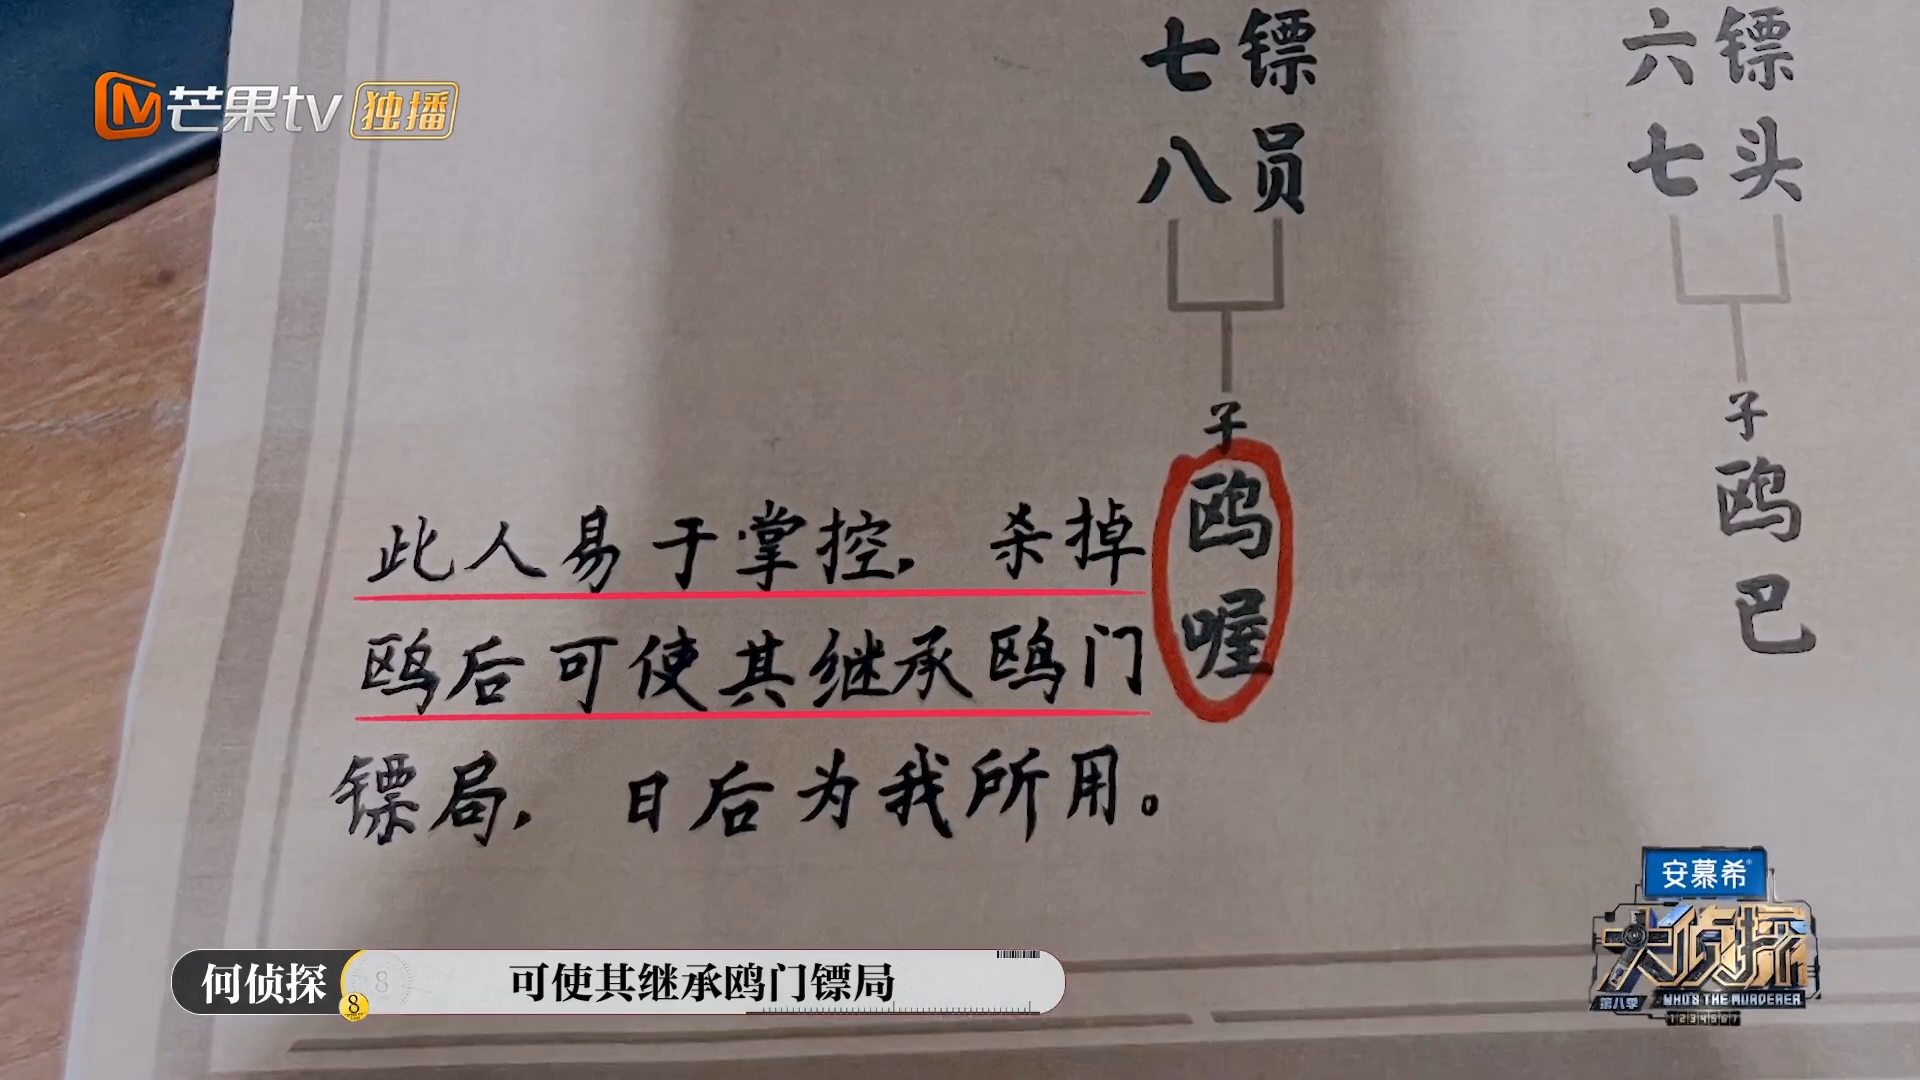 芒果tv 独播
七 镖
八 员
子
鸥
喔
六 镖
七 头
子
鸥
巴
此人易于掌控，杀掉
鸥后可使其继承鸥门
镖局，日后为我所用。
何侦探
可使其继承鸥门镖局
安慕希
大侦探
第八季
WHO'S THE MURDERER
1234567